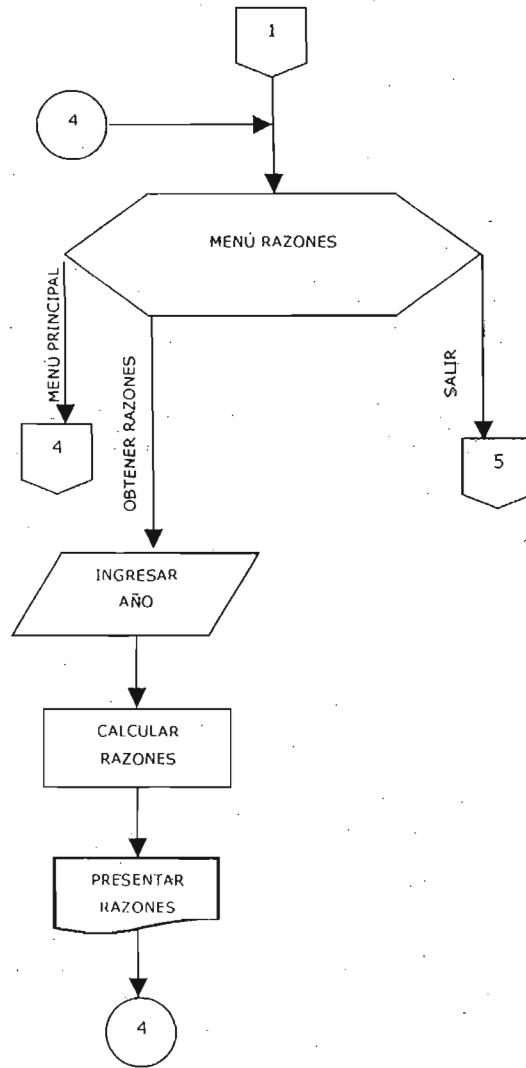 1
4
MENÚ RAZONES
MENÚ PRINCIPAL
OBTENER RAZONES
SALIR
4
5
INGRESAR
AÑO
CALCULAR
RAZONES
PRESENTAR
RAZONES
4